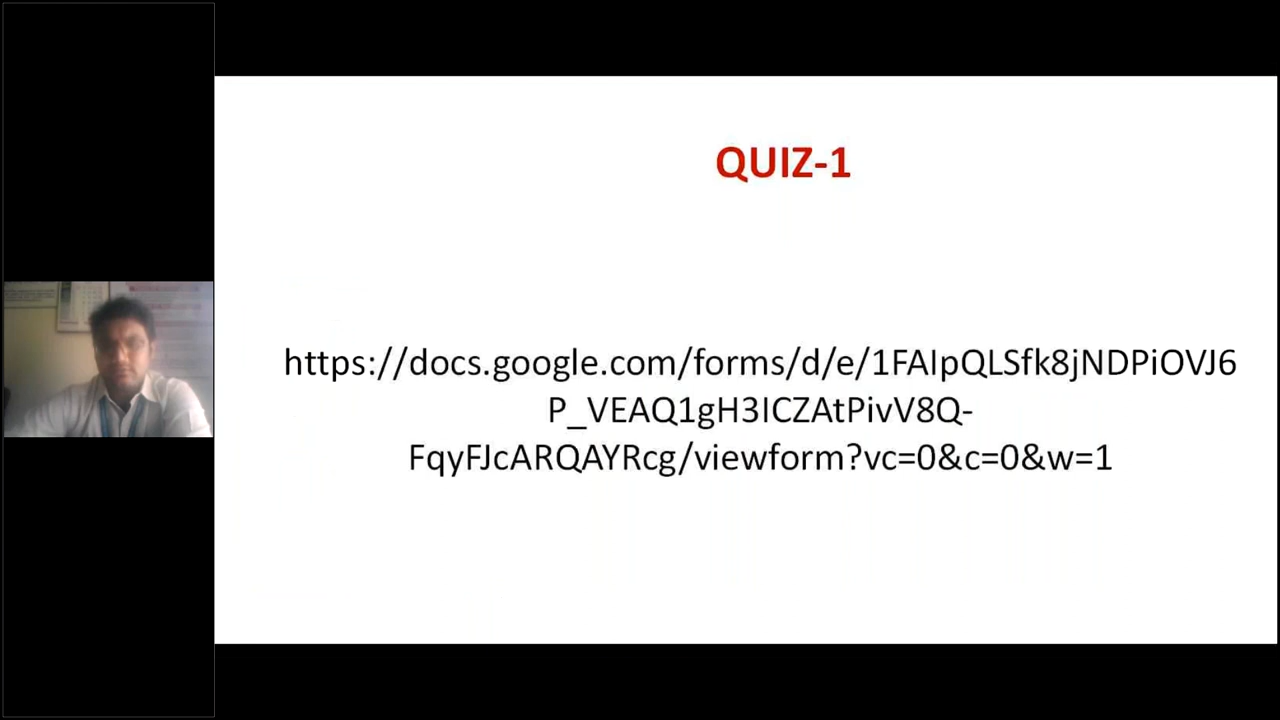 QUIZ-1
https://docs.google.com/forms/d/e/1FAIpQLSfk8jNDPiOVJ6
P_VEAQ1gH3ICZAtPivV8Q-
FqyFJcARQAYRcg/viewform?vc=0&c=0&w=1